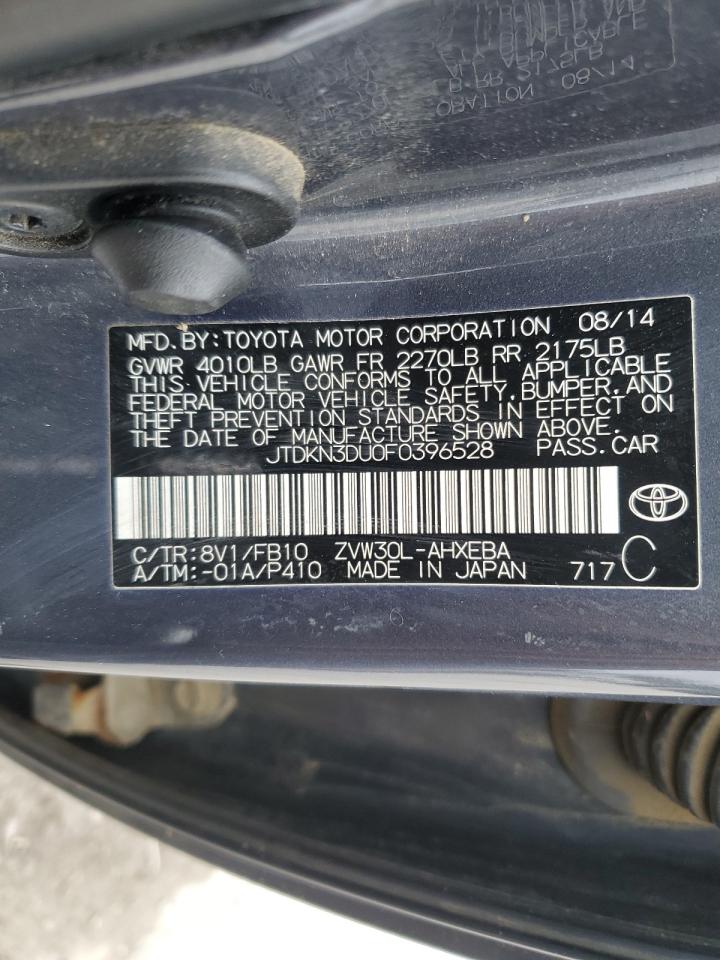 MFD.BY:TOYOTA MOTOR CORPORATION 08/14
GVWR 4010LB GAWR FR 2270LB RR 2175LB
THIS VEHICLE CONFORMS TO ALL APPLICABLE
FEDERAL MOTOR VEHICLE SAFETY,BUMPER,AND
THEFT PREVENTION STANDARDS IN EFFECT ON
THE DATE OF MANUFACTURE SHOWN ABOVE.
JTDKN3DU0F0396528 PASS.CAR
C/TR:8V1/FB10 ZVW30L-AHXEBA
A/TM:-01A/P410 MADE IN JAPAN 717 C